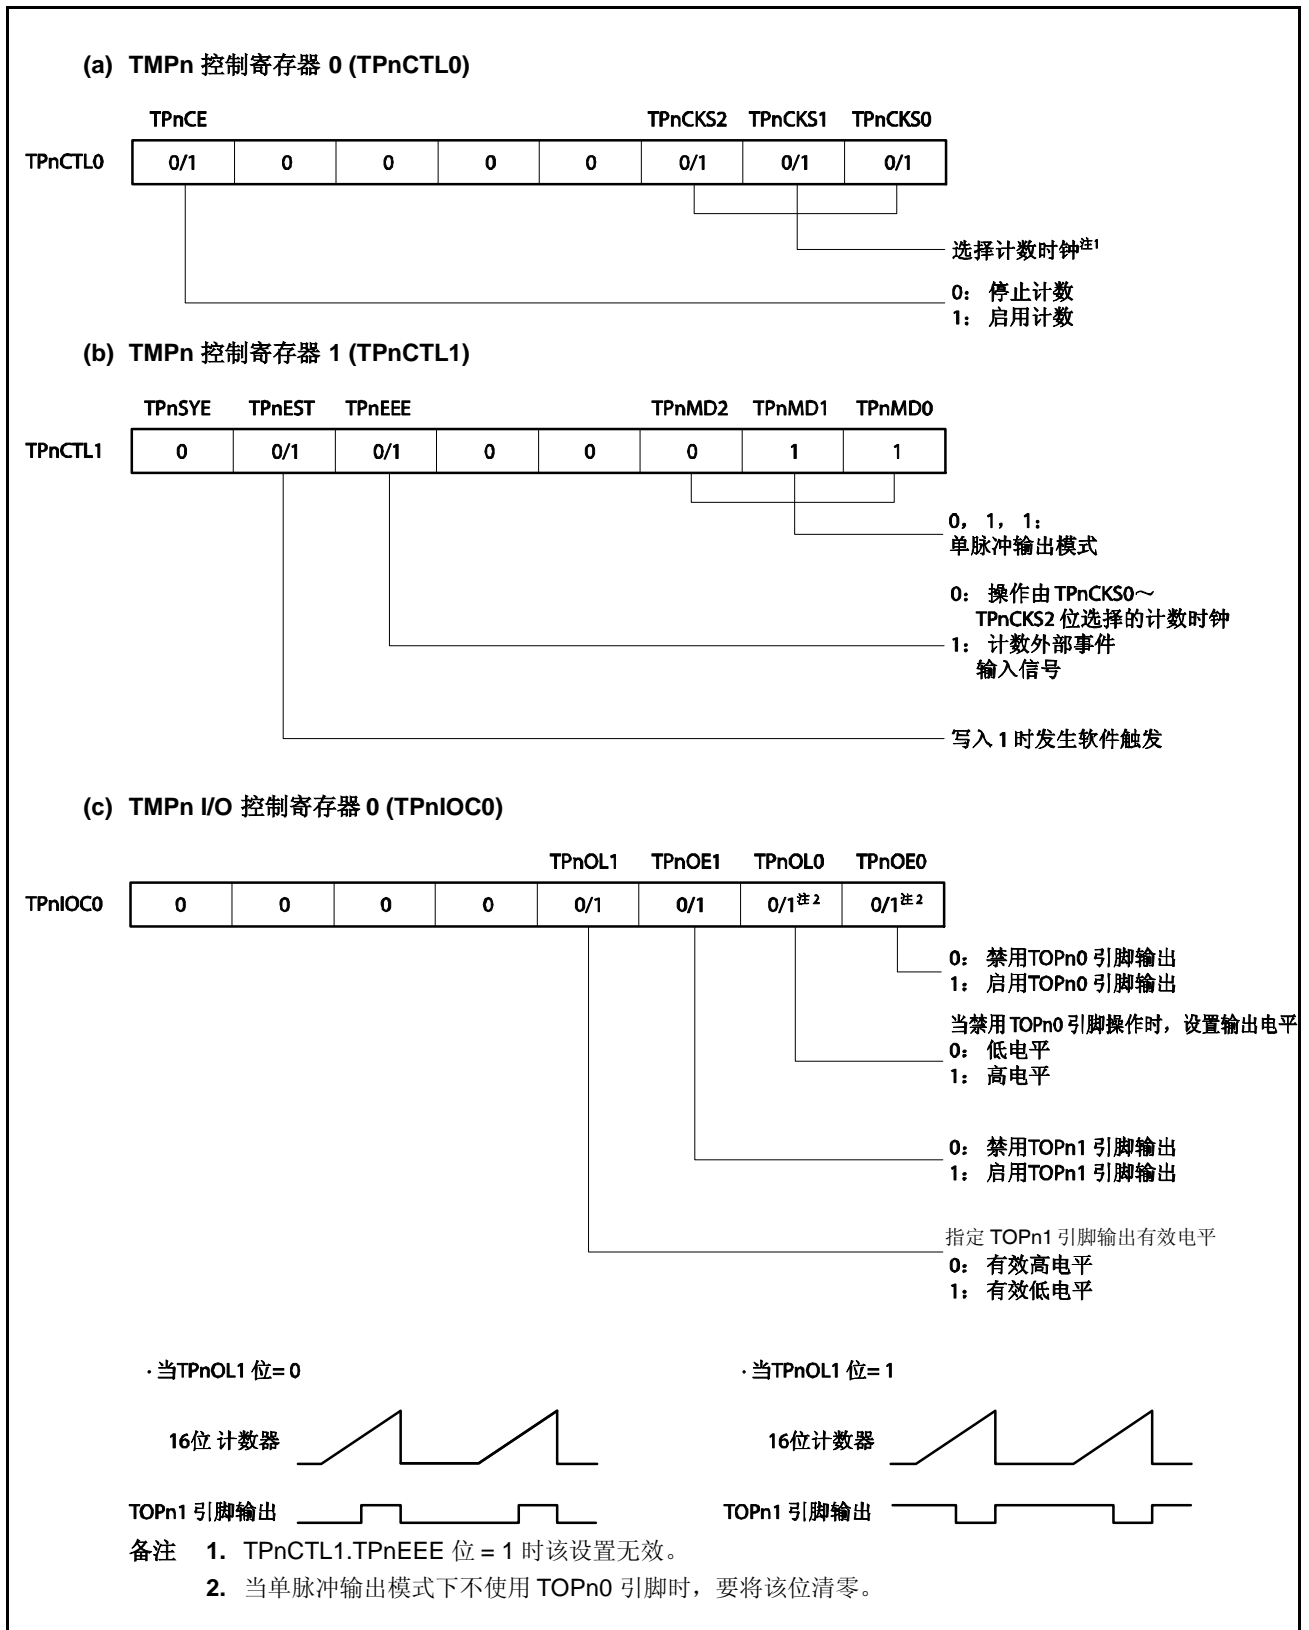 (a) TMPn 控制寄存器 0 (TPnCTL0)
TPnCE TPnCKS2 TPnCKS1 TPnCKS0
TPnCTL0 0/1 0 0 0 0 0/1 0/1 0/1
选择计数时钟注1
0： 停止计数
1： 启用计数
(b) TMPn 控制寄存器 1 (TPnCTL1)
TPnSYE TPnEST TPnEEE TPnMD2 TPnMD1 TPnMD0
TPnCTL1 0 0/1 0/1 0 0 0 1 1
0， 1， 1：
单脉冲输出模式
0： 操作由 TPnCKS0～
TPnCKS2 位选择的计数时钟
1： 计数外部事件
输入信号
写入 1 时发生软件触发
(c) TMPn I/O 控制寄存器 0 (TPnIOC0)
TPnOL1 TPnOE1 TPnOL0 TPnOE0
TPnIOC0 0 0 0 0 0/1 0/1 0/1注 2 0/1注 2
0： 禁用TOPn0 引脚输出
1： 启用TOPn0 引脚输出
当禁用 TOPn0 引脚操作时，设置输出电平
0： 低电平
1： 高电平
0： 禁用TOPn1 引脚输出
1： 启用TOPn1 引脚输出
指定 TOPn1 引脚输出有效电平
0： 有效高电平
1： 有效低电平
·当TPnOL1 位= 0 ·当TPnOL1 位= 1
16位 计数器 16位计数器
TOPn1 引脚输出 TOPn1 引脚输出
备注 1. TPnCTL1.TPnEEE 位 = 1 时该设置无效。
2. 当单脉冲输出模式下不使用 TOPn0 引脚时，要将该位清零。